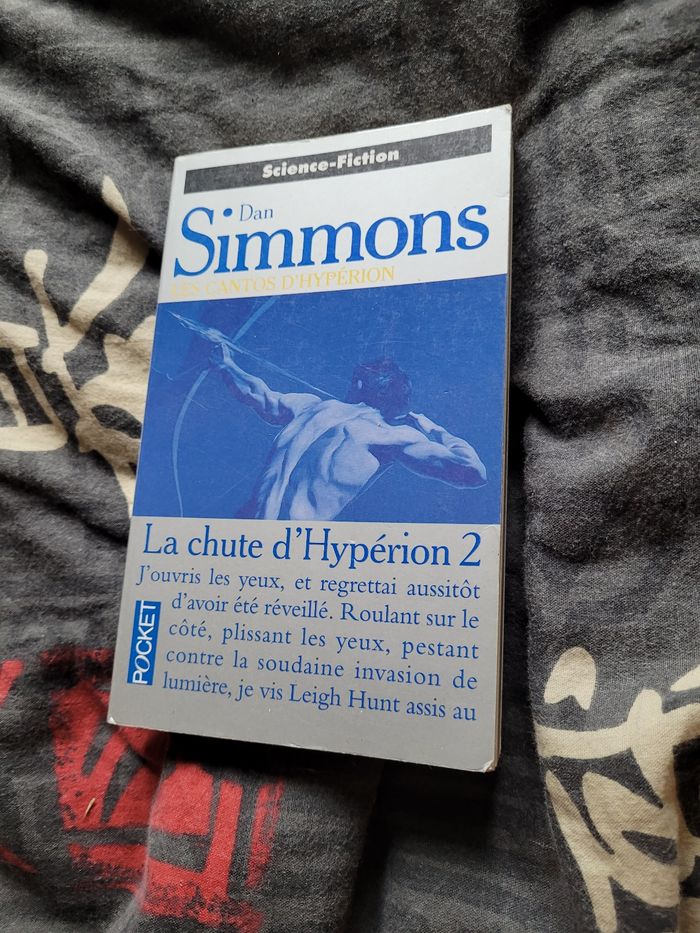 Science-Fiction
Dan
Simmons
LES CANTOS D'HYPÉRION
La chute d'Hypérion 2
J'ouvris les yeux, et regrettai aussitôt
d'avoir été réveillé. Roulant sur le
côté, plissant les yeux, pestant
contre la soudaine invasion de
lumière, je vis Leigh Hunt assis au
POCKET